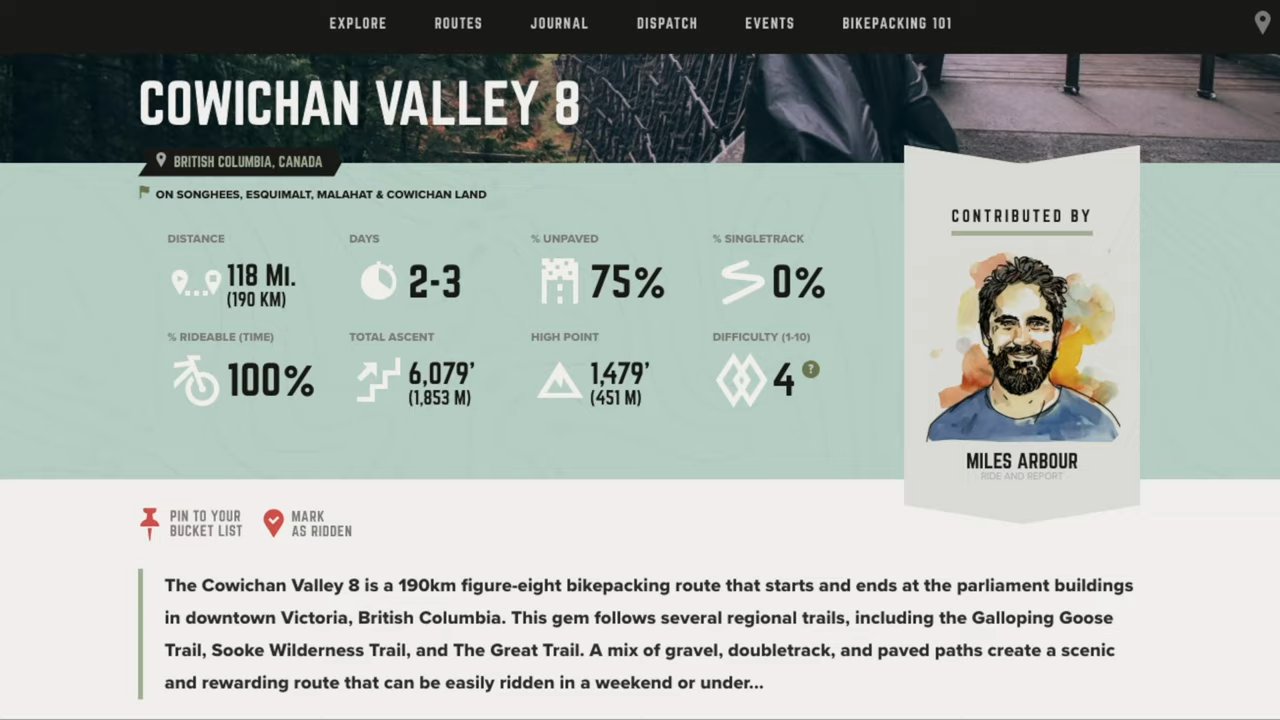 EXPLORE ROUTES JOURNAL DISPATCH EVENTS BIKEPACKING 101
COWICHAN VALLEY 8
BRITISH COLUMBIA, CANADA
ON SONGHEES, ESQUIMALT, MALAHAT & COWICHAN LAND
DISTANCE DAYS % UNPAVED % SINGLETRACK
118 MI. 2-3 75% 0%
(190 KM)
% RIDEABLE (TIME) TOTAL ASCENT HIGH POINT DIFFICULTY (1-10)
100% 6,079' 1,479' 4 ?
(1,853 M) (451 M)
CONTRIBUTED BY
MILES ARBOUR
RIDE AND REPORT
PIN TO YOUR
BUCKET LIST
MARK
AS RIDDEN
The Cowichan Valley 8 is a 190km figure-eight bikepacking route that starts and ends at the parliament buildings
in downtown Victoria, British Columbia. This gem follows several regional trails, including the Galloping Goose
Trail, Sooke Wilderness Trail, and The Great Trail. A mix of gravel, doubletrack, and paved paths create a scenic
and rewarding route that can be easily ridden in a weekend or under...